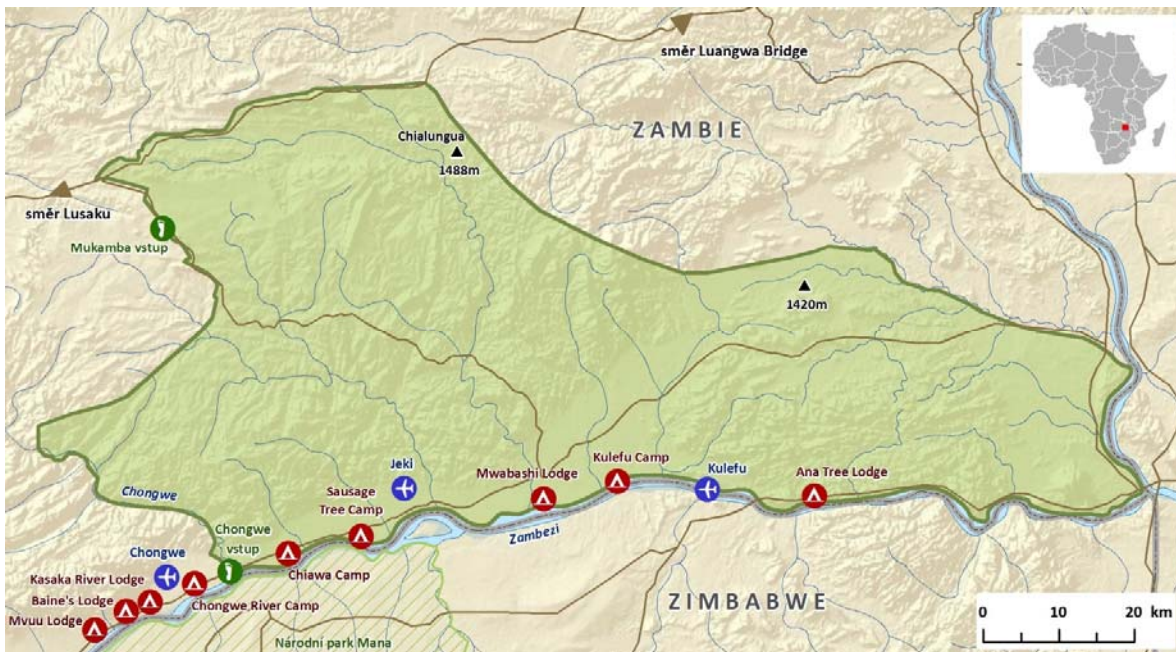 směr Luangwa Bridge
ZAMBIE
Chialungua
1488m
směr Lusaku
Mukamba vstup
1420m
Jeki
Mwabashi Lodge
Kulefu Camp
Kulefu
Ana Tree Lodge
Sausage
Tree Camp
Chongwe
Zambezi
Chongwe
vstup
Chongwe
Chiawa Camp
Kasaka River Lodge
Baine's Lodge
Chongwe River Camp
Mvuu Lodge
ZIMBABWE
Národní park Mana
0 10 20 km